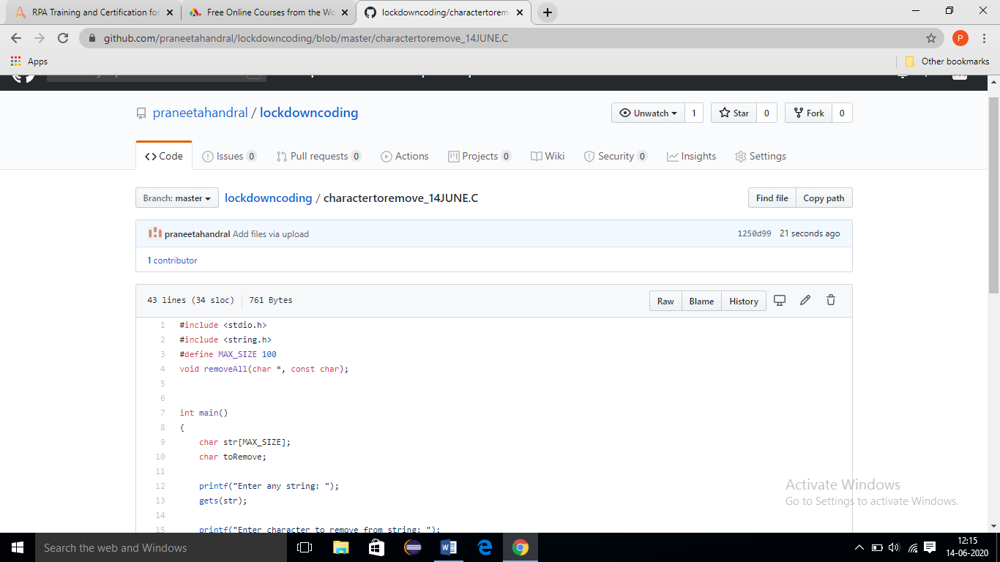 RPA Training and Certification for
Free Online Courses from the Wo
lockdowncoding/charactertorem
github.com/praneetahandral/lockdowncoding/blob/master/charactertoremove_14JUNE.C
P
Apps
Other bookmarks
praneetahandral / lockdowncoding
Unwatch 1
Star 0
Fork 0
Code
Issues 0
Pull requests 0
Actions
Projects 0
Wiki
Security 0
Insights
Settings
Branch: master
lockdowncoding / charactertoremove_14JUNE.C
Find file
Copy path
praneetahandral Add files via upload
1250d99 21 seconds ago
1 contributor
43 lines (34 sloc) 761 Bytes
Raw
Blame
History
1 #include <stdio.h>
2 #include <string.h>
3 #define MAX_SIZE 100
4 void removeAll(char *, const char);
5
6
7 int main()
8 {
9 char str[MAX_SIZE];
10 char toRemove;
11
12 printf("Enter any string: ");
13 gets(str);
14
15 printf("Enter character to remove from string: ");
Activate Windows
Go to Settings to activate Windows.
Search the web and Windows
12:15
14-06-2020